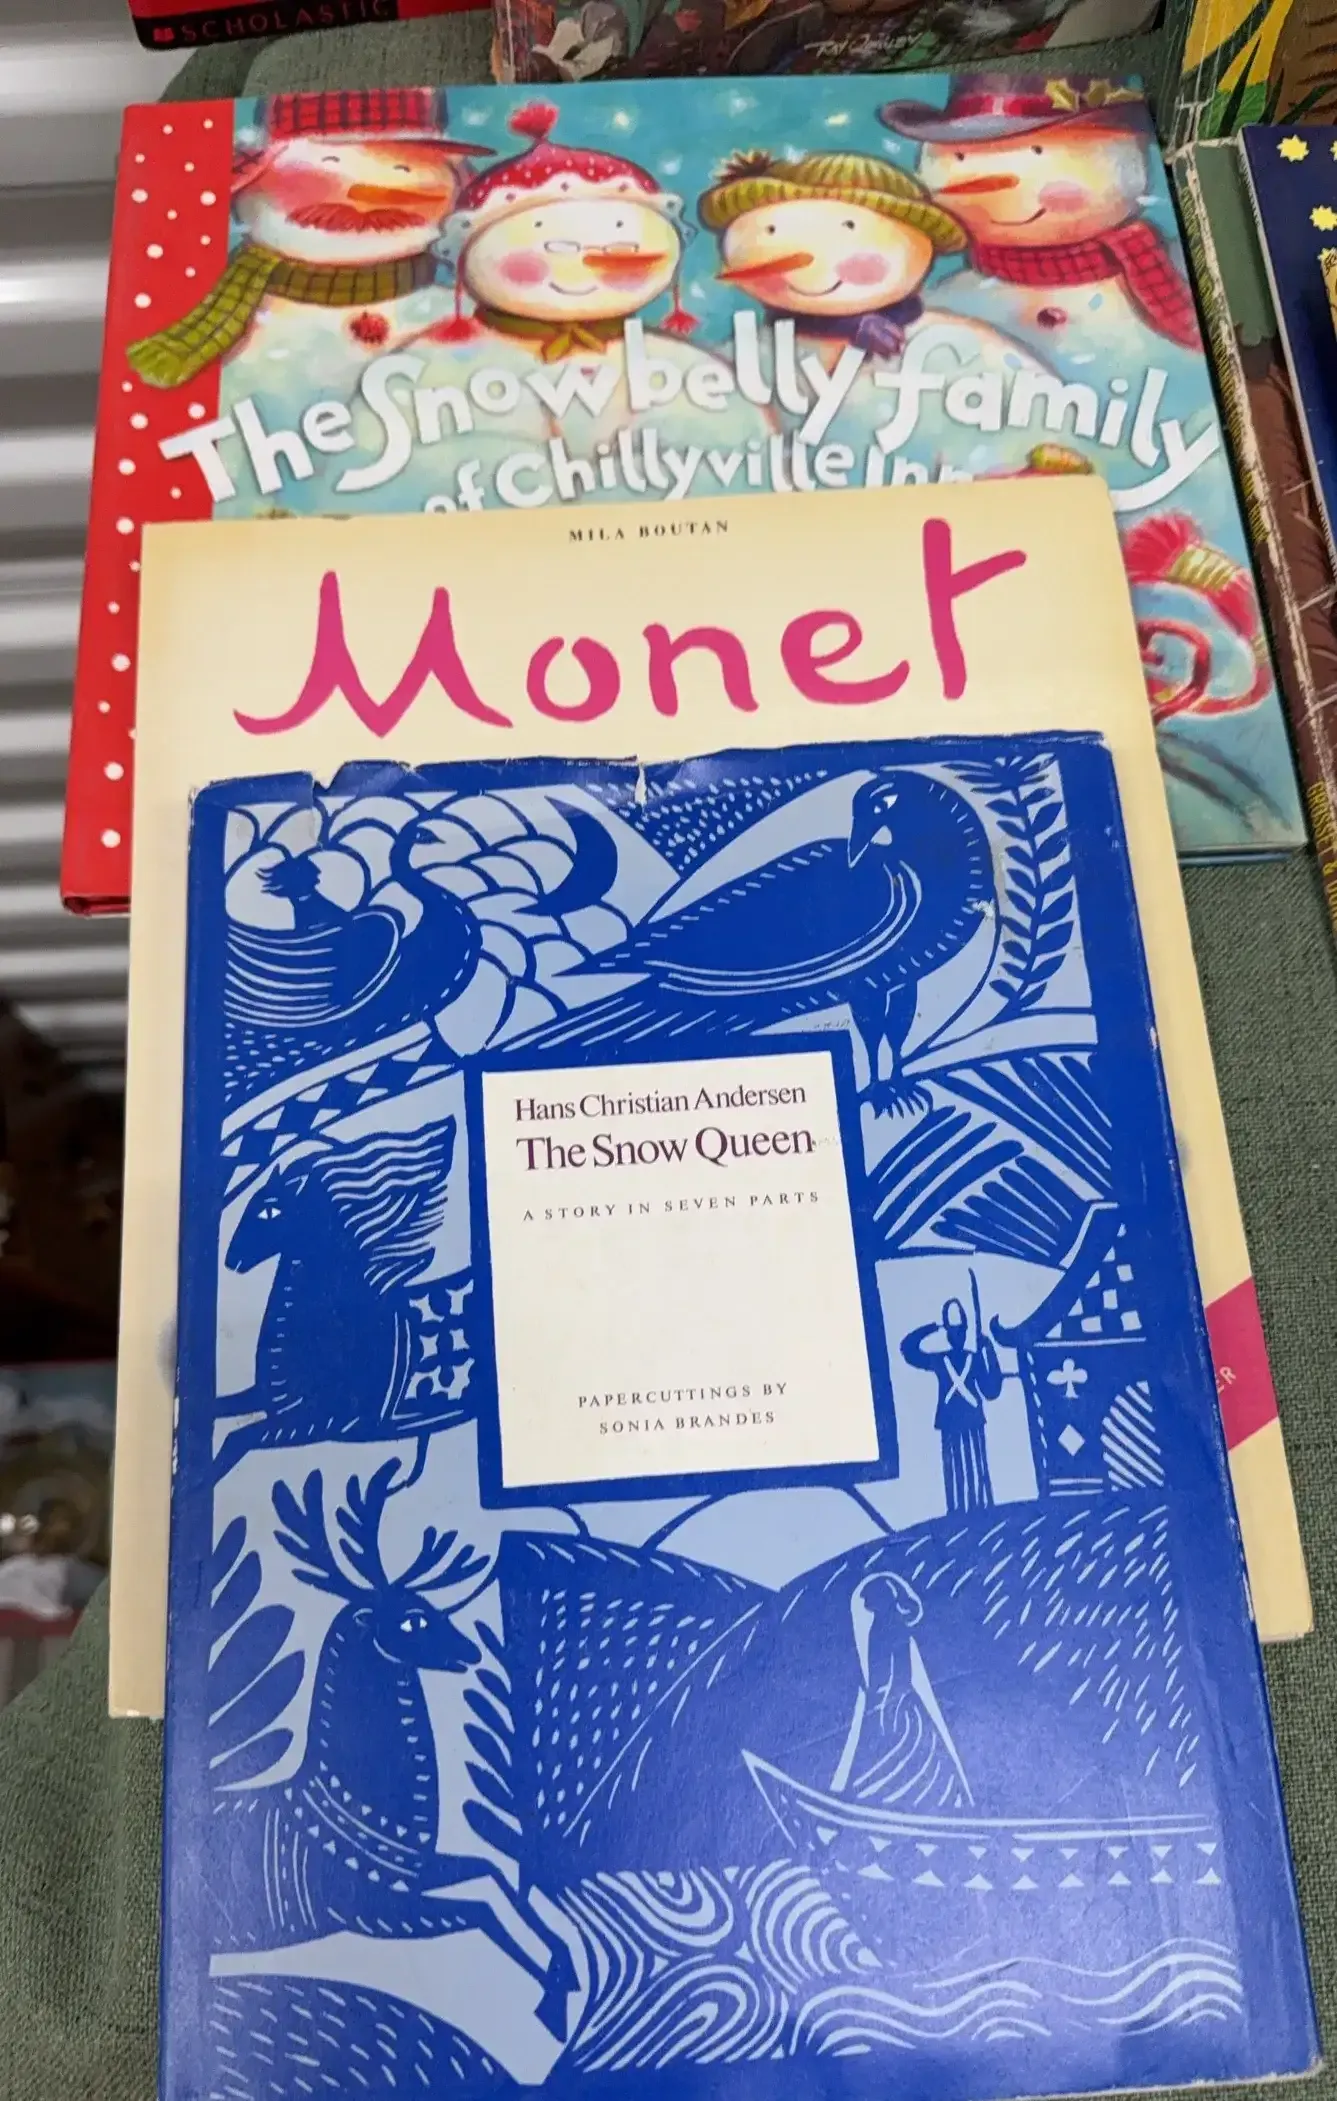 SCHOLASTIC
The Snowbelly Family
of Chillyville Inn
MILA BOUTAN
Monet
Hans Christian Andersen
The Snow Queen
A STORY IN SEVEN PARTS
PAPERCUTTINGS BY
SONIA BRANDES